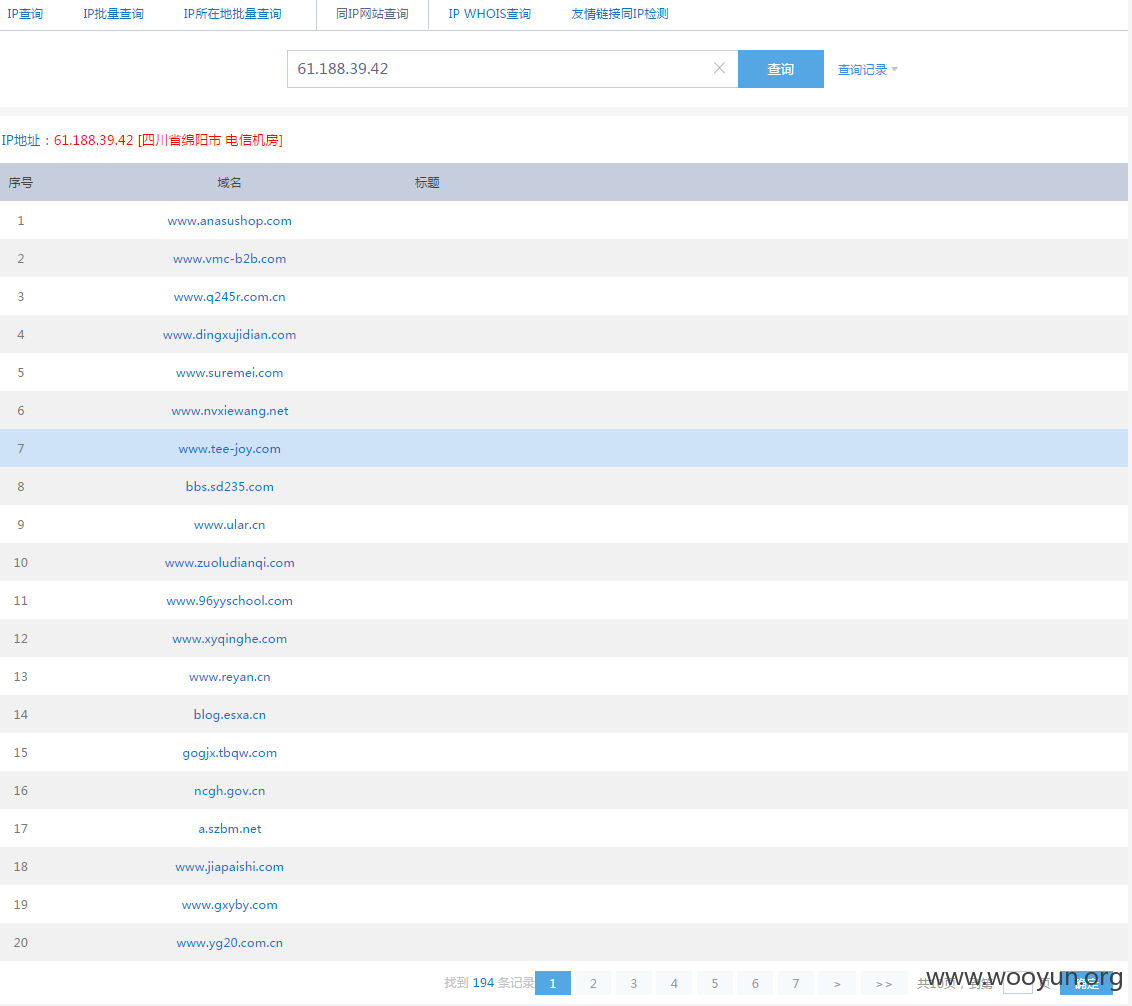 IP查询 IP批量查询 IP所在地批量查询 同IP网站查询 IP WHOIS查询 友情链接同IP检测
61.188.39.42 查询 查询记录
IP地址：61.188.39.42 [四川省绵阳市 电信机房]
序号 域名 标题
1 www.anasushop.com
2 www.vmc-b2b.com
3 www.q245r.com.cn
4 www.dingxujidian.com
5 www.suremei.com
6 www.nvxiewang.net
7 www.tee-joy.com
8 bbs.sd235.com
9 www.ular.cn
10 www.zuoludianqi.com
11 www.96yyschool.com
12 www.xyqinghe.com
13 www.reyan.cn
14 blog.esxa.cn
15 gogjx.tbqw.com
16 ncgh.gov.cn
17 a.szbm.net
18 www.jiapaishi.com
19 www.gxyby.com
20 www.yg20.com.cn
找到 194 条记录 1 2 3 4 5 6 7 > >> 共10页，到第 页 确定
www.wooyun.org